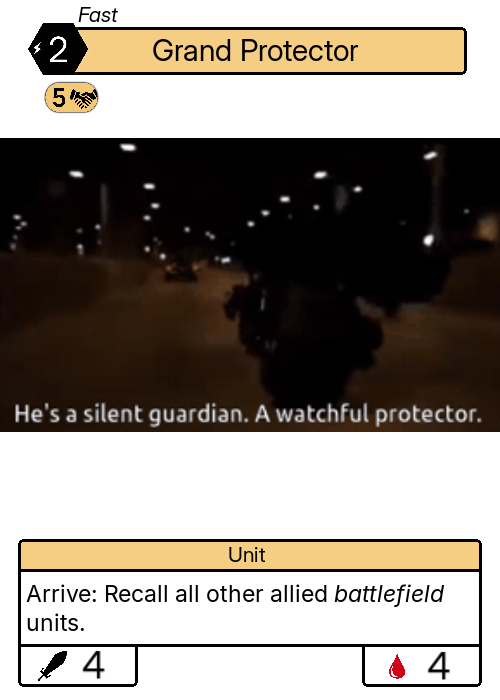 Fast
2
Grand Protector
5
He's a silent guardian. A watchful protector.
Unit
Arrive: Recall all other allied battlefield
units.
4
4